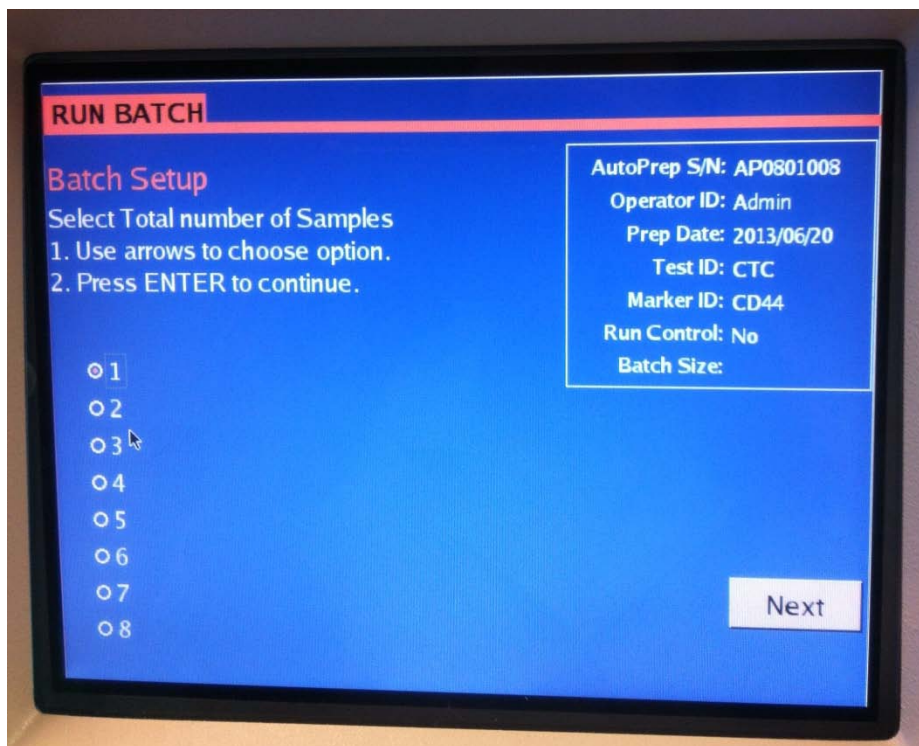 RUN BATCH
Batch Setup
Select Total number of Samples
1. Use arrows to choose option.
2. Press ENTER to continue.
1
2
3
4
5
6
7
8
AutoPrep S/N: AP0801008
Operator ID: Admin
Prep Date: 2013/06/20
Test ID: CTC
Marker ID: CD44
Run Control: No
Batch Size:
Next